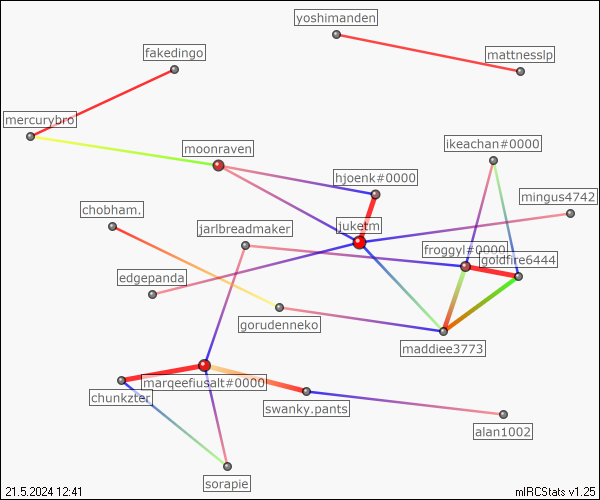 yoshimanden
fakedingo
mattnesslp
mercurybro
moonraven
ikeachan#0000
hjoenk#0000
mingus4742
chobham.
jarlbreadmaker
juketm
froggyl#0000
goldfire6444
edgepanda
gorudenneko
maddiee3773
marqeefiusalt#0000
chunkzter
swanky.pants
alan1002
sorapie
21.5.2024 12:41
mIRCStats v1.25